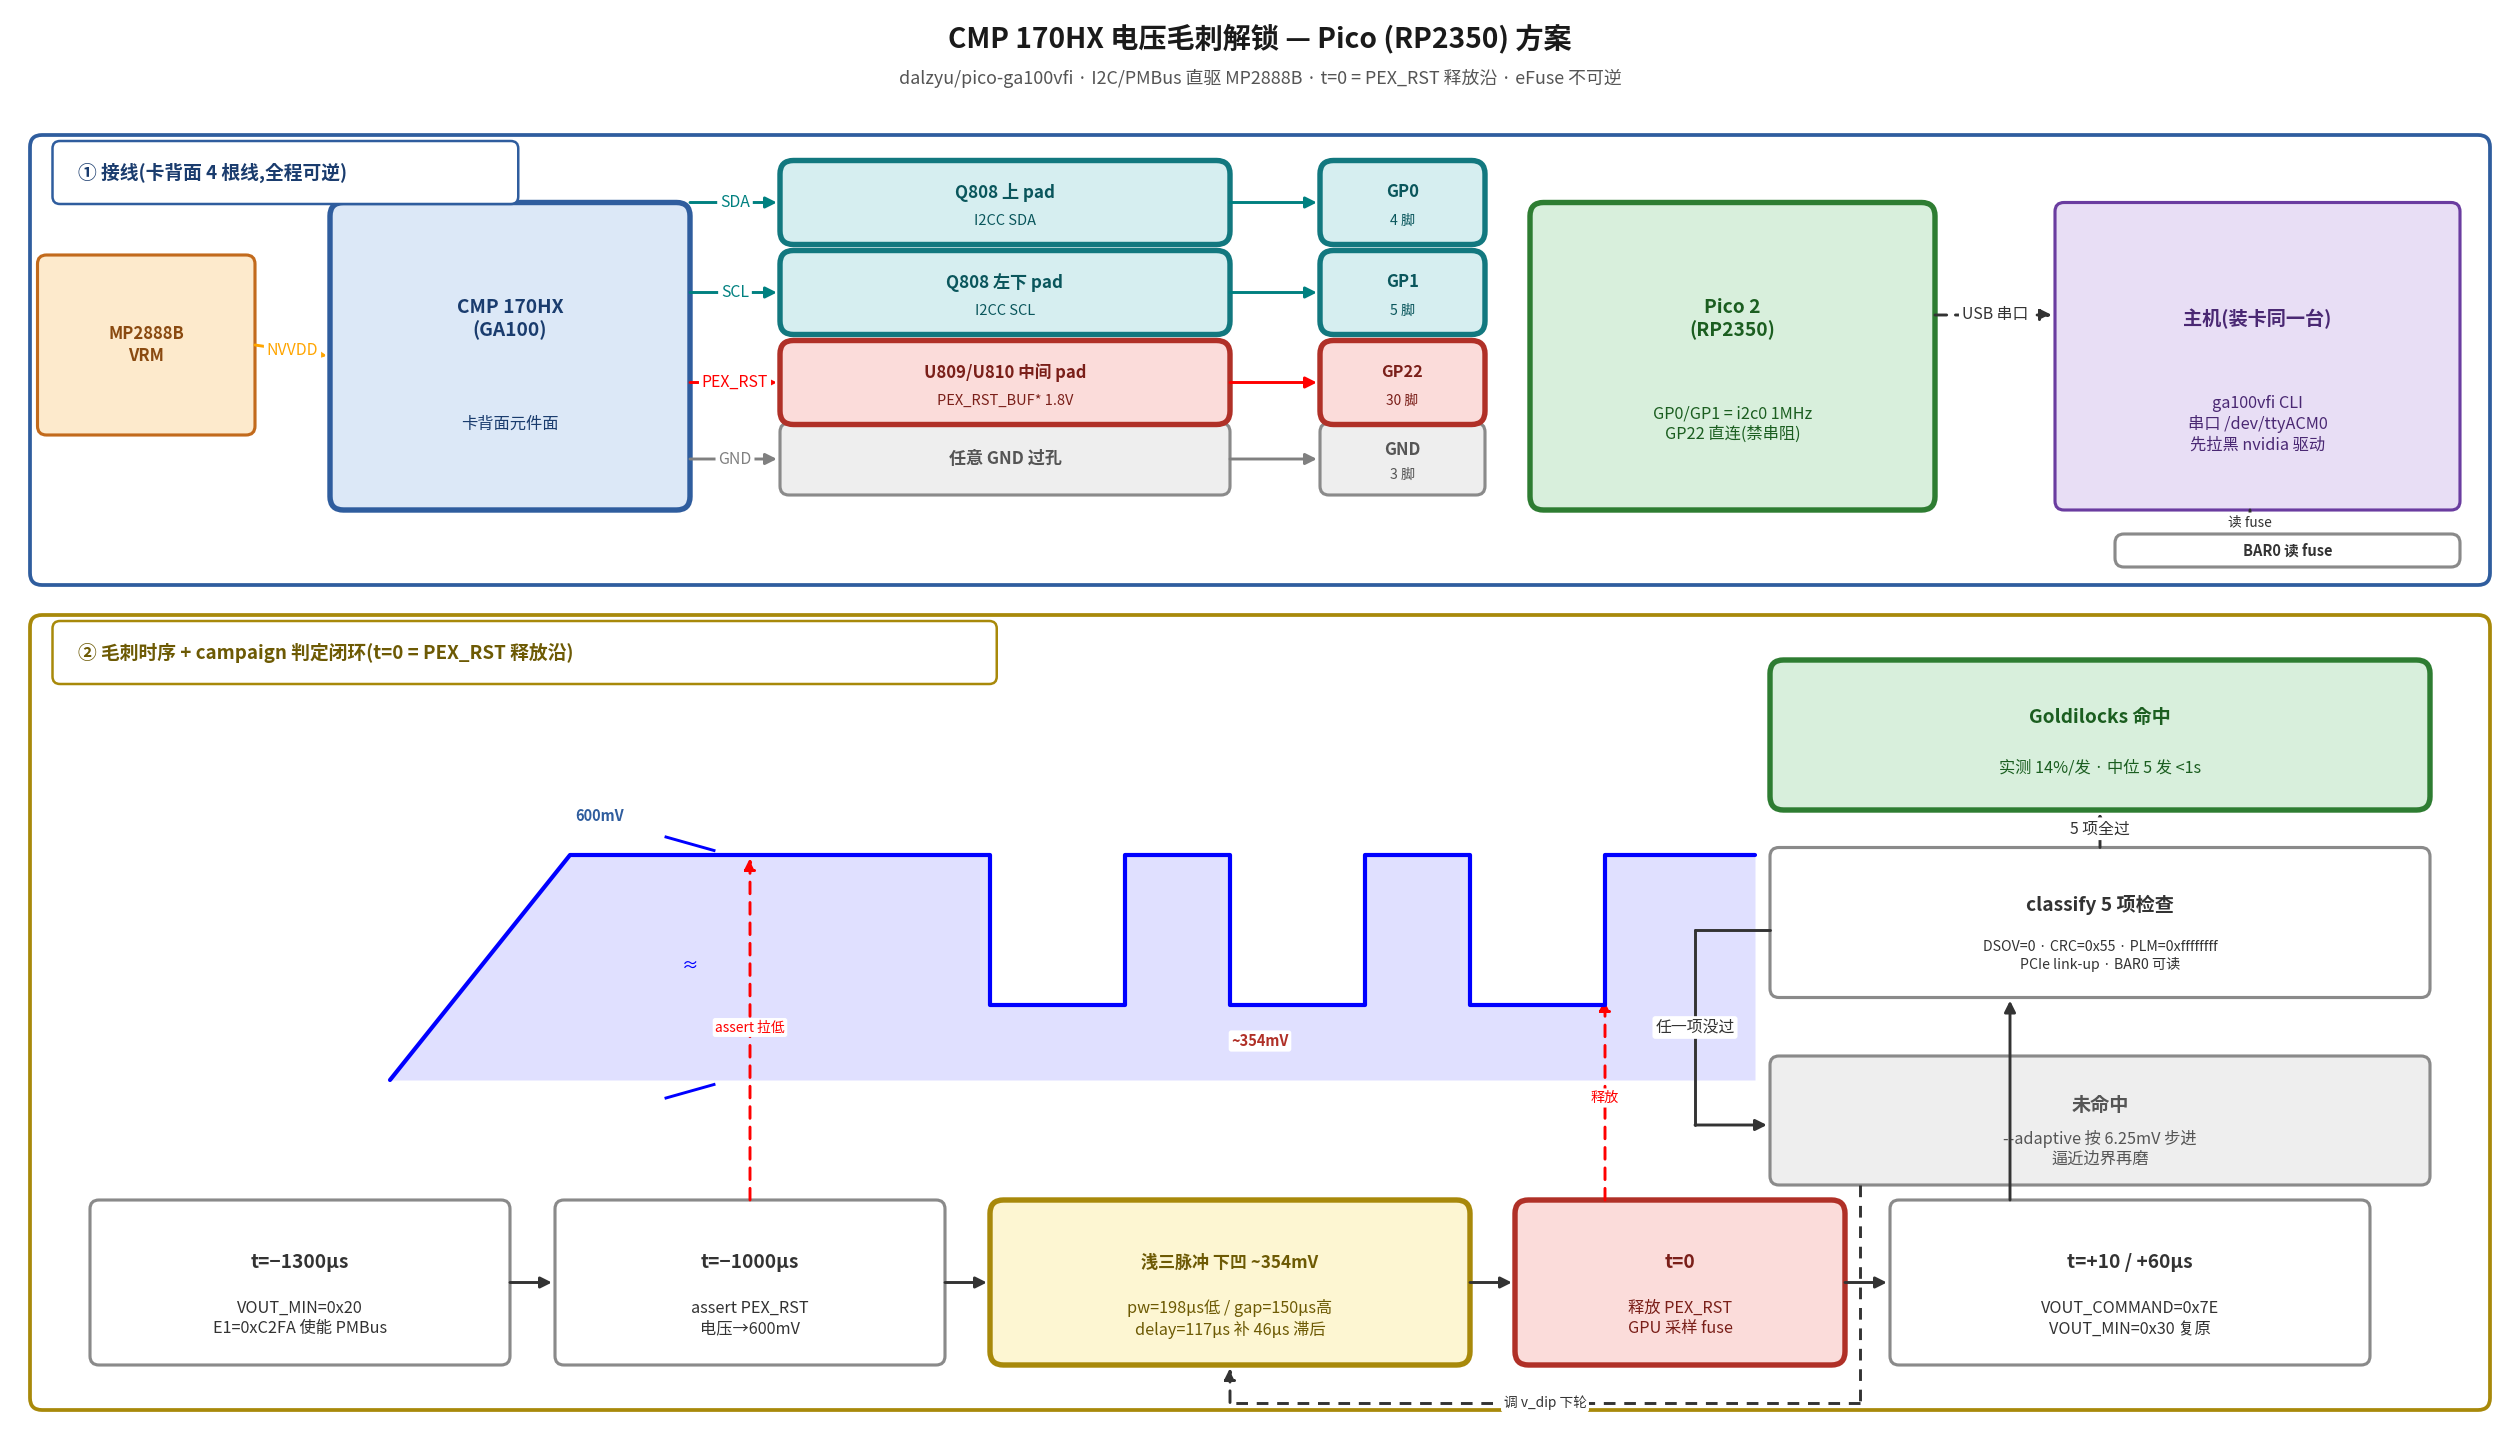 CMP 170HX 电压毛刺解锁 — Pico (RP2350) 方案
dalzyu/pico-ga100vfi · I2C/PMBus 直驱 MP2888B · t=0 = PEX_RST 释放沿 · eFuse 不可逆
① 接线(卡背面 4 根线,全程可逆)
MP2888B
VRM
NVVDD
CMP 170HX
(GA100)
卡背面元件面
SDA
Q808 上 pad
I2CC SDA
GP0
4 脚
SCL
Q808 左下 pad
I2CC SCL
GP1
5 脚
PEX_RST
U809/U810 中间 pad
PEX_RST_BUF* 1.8V
GP22
30 脚
GND
任意 GND 过孔
GND
3 脚
Pico 2
(RP2350)
GP0/GP1 = i2c0 1MHz
GP22 直连(禁串阻)
USB 串口
主机(装卡同一台)
ga100vfi CLI
串口 /dev/ttyACM0
先拉黑 nvidia 驱动
读 fuse
BAR0 读 fuse
② 毛刺时序 + campaign 判定闭环(t=0 = PEX_RST 释放沿)
Goldilocks 命中
实测 14%/发 · 中位 5 发 <1s
5 项全过
classify 5 项检查
DSOV=0 · CRC=0x55 · PLM=0xffffffff
PCIe link-up · BAR0 可读
任一项没过
未命中
--adaptive 按 6.25mV 步进
逼近边界再磨
600mV
≈
assert 拉低
~354mV
释放
t=−1300μs
VOUT_MIN=0x20
E1=0xC2FA 使能 PMBus
t=−1000μs
assert PEX_RST
电压→600mV
浅三脉冲 下凹 ~354mV
pw=198μs低 / gap=150μs高
delay=117μs 补 46μs 滞后
t=0
释放 PEX_RST
GPU 采样 fuse
t=+10 / +60μs
VOUT_COMMAND=0x7E
VOUT_MIN=0x30 复原
调 v_dip 下轮